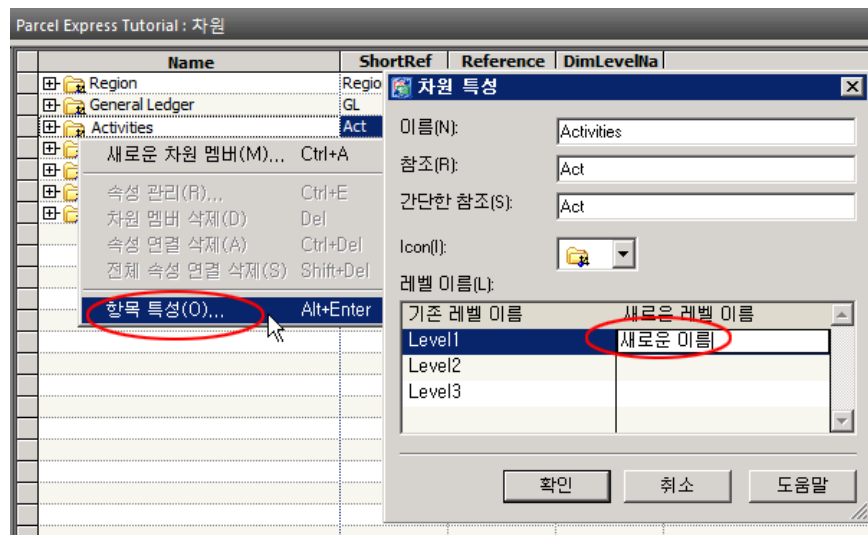 Parcel Express Tutorial : 차원
Name ShortRef Reference DimLevelNa
Region Regio
General Ledger GL
Activities Act
새로운 차원 멤버(M)... Ctrl+A
속성 관리(R)... Ctrl+E
차원 멤버 삭제(D) Del
속성 연결 삭제(A) Ctrl+Del
전체 속성 연결 삭제(S) Shift+Del
항목 특성(O)... Alt+Enter
차원 특성
이름(N): Activities
참조(R): Act
간단한 참조(S): Act
Icon(I):
레벨 이름(L):
기존 레벨 이름 새로운 레벨 이름
Level1 새로운 이름
Level2
Level3
확인 취소 도움말